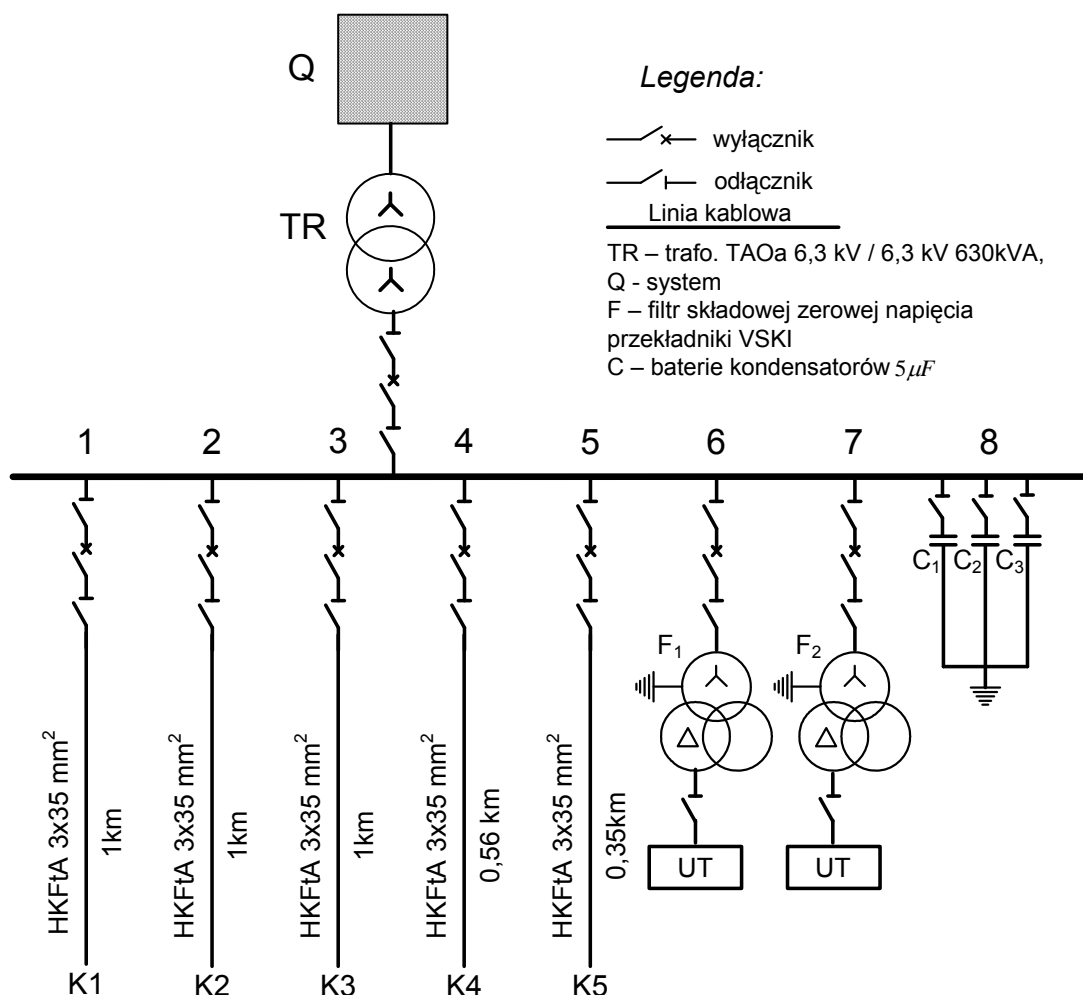 Q
Legenda:
wyłącznik
odłącznik
Linia kablowa
TR
TR – trafo. TAOa 6,3 kV / 6,3 kV 630kVA,
Q - system
F – filtr składowej zerowej napięcia
przekładniki VSKI
C – baterie kondensatorów 5μF
1 2 3 4 5 6 7 8
C₁ C₂ C₃
F₁ F₂
HKFtA 3x35 mm²
1km
HKFtA 3x35 mm²
1km
HKFtA 3x35 mm²
1km
HKFtA 3x35 mm²
0,56 km
HKFtA 3x35 mm²
0,35km
UT UT
K1 K2 K3 K4 K5